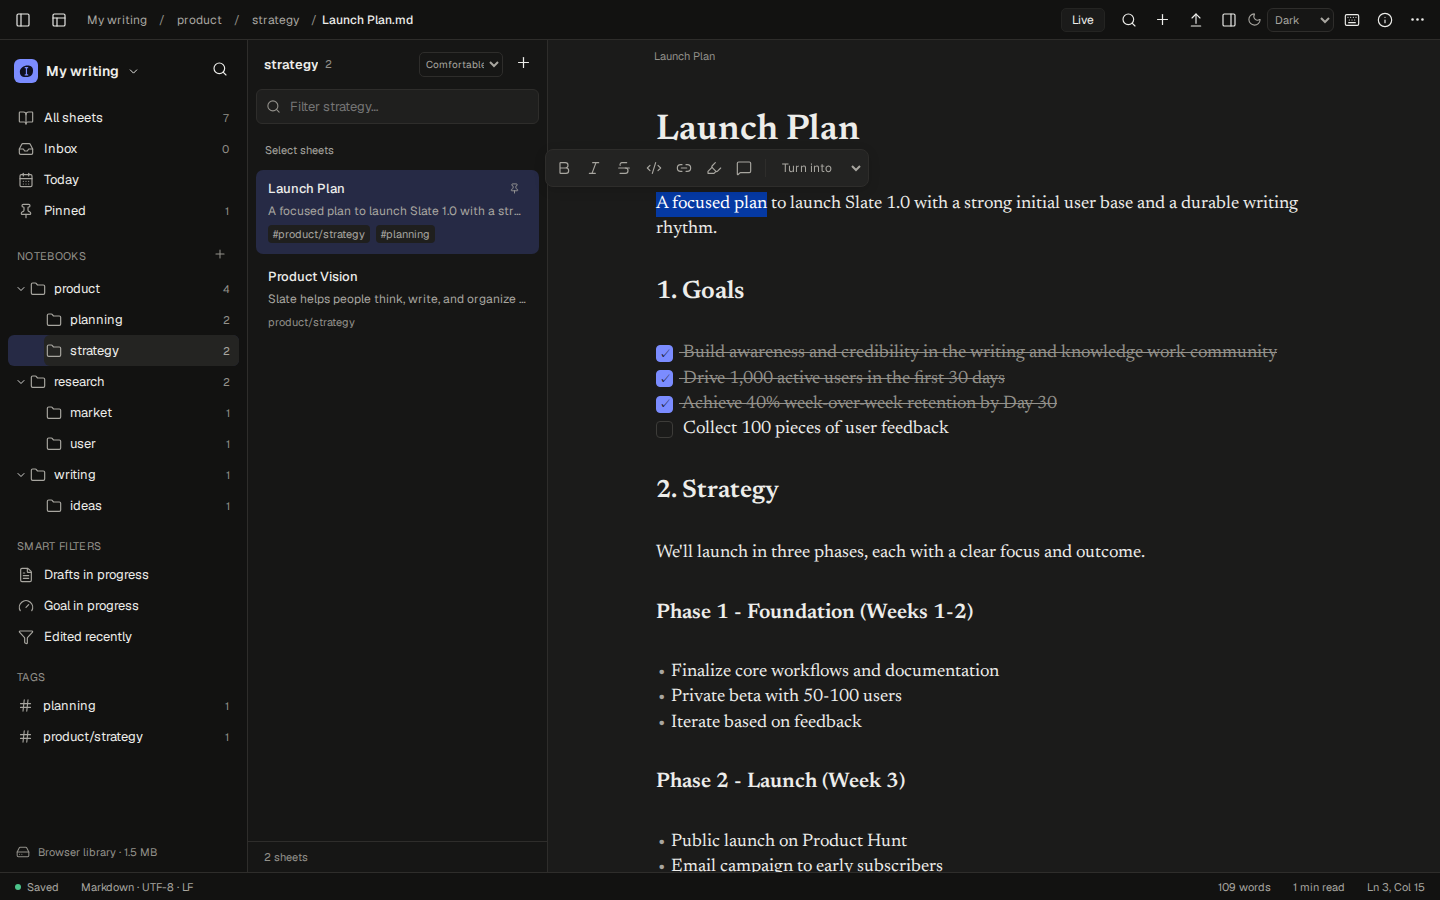 My writing / product / strategy / Launch Plan.md
Live
Dark
My writing
All sheets 7
Inbox 0
Today
Pinned 1
NOTEBOOKS
product 4
planning 2
strategy 2
research 2
market 1
user 1
writing 1
ideas 1
SMART FILTERS
Drafts in progress
Goal in progress
Edited recently
TAGS
# planning 1
# product/strategy 1
Browser library · 1.5 MB
strategy 2
Comfortable
Filter strategy…
Select sheets
Launch Plan
A focused plan to launch Slate 1.0 with a str…
#product/strategy #planning
Product Vision
Slate helps people think, write, and organize …
product/strategy
2 sheets
Launch Plan
Launch Plan
B I S </> Turn into
A focused plan to launch Slate 1.0 with a strong initial user base and a durable writing
rhythm.
1. Goals
Build awareness and credibility in the writing and knowledge work community
Drive 1,000 active users in the first 30 days
Achieve 40% week-over-week retention by Day 30
Collect 100 pieces of user feedback
2. Strategy
We'll launch in three phases, each with a clear focus and outcome.
Phase 1 - Foundation (Weeks 1-2)
• Finalize core workflows and documentation
• Private beta with 50-100 users
• Iterate based on feedback
Phase 2 - Launch (Week 3)
• Public launch on Product Hunt
• Email campaign to early subscribers
Saved
Markdown · UTF-8 · LF
109 words
1 min read
Ln 3, Col 15